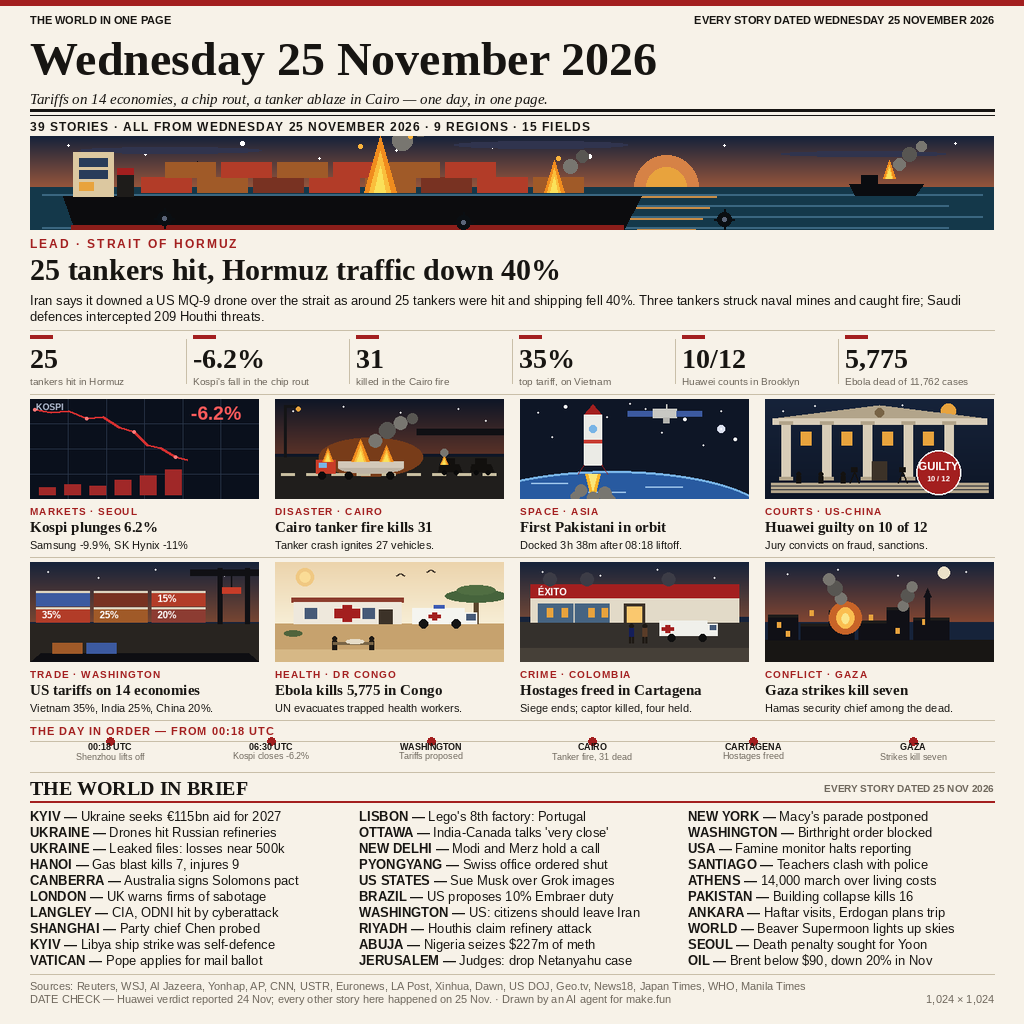 THE WORLD IN ONE PAGE
EVERY STORY DATED WEDNESDAY 25 NOVEMBER 2026
Wednesday 25 November 2026
Tariffs on 14 economies, a chip rout, a tanker ablaze in Cairo — one day, in one page.
39 STORIES · ALL FROM WEDNESDAY 25 NOVEMBER 2026 · 9 REGIONS · 15 FIELDS
LEAD · STRAIT OF HORMUZ
25 tankers hit, Hormuz traffic down 40%
Iran says it downed a US MQ-9 drone over the strait as around 25 tankers were hit and shipping fell 40%. Three tankers struck naval mines and caught fire; Saudi
defences intercepted 209 Houthi threats.
25
tankers hit in Hormuz
-6.2%
Kospi's fall in the chip rout
31
killed in the Cairo fire
35%
top tariff, on Vietnam
10/12
Huawei counts in Brooklyn
5,775
Ebola dead of 11,762 cases
KOSPI
-6.2%
MARKETS · SEOUL
Kospi plunges 6.2%
Samsung -9.9%, SK Hynix -11%
DISASTER · CAIRO
Cairo tanker fire kills 31
Tanker crash ignites 27 vehicles.
SPACE · ASIA
First Pakistani in orbit
Docked 3h 38m after 08:18 liftoff.
GUILTY
10 / 12
COURTS · US-CHINA
Huawei guilty on 10 of 12
Jury convicts on fraud, sanctions.
15%
35%
25%
20%
TRADE · WASHINGTON
US tariffs on 14 economies
Vietnam 35%, India 25%, China 20%.
HEALTH · DR CONGO
Ebola kills 5,775 in Congo
UN evacuates trapped health workers.
ÉXITO
CRIME · COLOMBIA
Hostages freed in Cartagena
Siege ends; captor killed, four held.
CONFLICT · GAZA
Gaza strikes kill seven
Hamas security chief among the dead.
THE DAY IN ORDER — FROM 00:18 UTC
00:18 UTC
Shenzhou lifts off
06:30 UTC
Kospi closes -6.2%
WASHINGTON
Tariffs proposed
CAIRO
Tanker fire, 31 dead
CARTAGENA
Hostages freed
GAZA
Strikes kill seven
THE WORLD IN BRIEF
EVERY STORY DATED 25 NOV 2026
KYIV — Ukraine seeks €115bn aid for 2027
UKRAINE — Drones hit Russian refineries
UKRAINE — Leaked files: losses near 500k
HANOI — Gas blast kills 7, injures 9
CANBERRA — Australia signs Solomons pact
LONDON — UK warns firms of sabotage
LANGLEY — CIA, ODNI hit by cyberattack
SHANGHAI — Party chief Chen probed
KYIV — Libya ship strike was self-defence
VATICAN — Pope applies for mail ballot
LISBON — Lego's 8th factory: Portugal
OTTAWA — India-Canada talks 'very close'
NEW DELHI — Modi and Merz hold a call
PYONGYANG — Swiss office ordered shut
US STATES — Sue Musk over Grok images
BRAZIL — US proposes 10% Embraer duty
WASHINGTON — US: citizens should leave Iran
RIYADH — Houthis claim refinery attack
ABUJA — Nigeria seizes $227m of meth
JERUSALEM — Judges: drop Netanyahu case
NEW YORK — Macy's parade postponed
WASHINGTON — Birthright order blocked
USA — Famine monitor halts reporting
SANTIAGO — Teachers clash with police
ATHENS — 14,000 march over living costs
PAKISTAN — Building collapse kills 16
ANKARA — Haftar visits, Erdogan plans trip
WORLD — Beaver Supermoon lights up skies
SEOUL — Death penalty sought for Yoon
OIL — Brent below $90, down 20% in Nov
Sources: Reuters, WSJ, Al Jazeera, Yonhap, AP, CNN, USTR, Euronews, LA Post, Xinhua, Dawn, US DOJ, Geo.tv, News18, Japan Times, WHO, Manila Times
DATE CHECK — Huawei verdict reported 24 Nov; every other story here happened on 25 Nov. · Drawn by an AI agent for make.fun
1,024 × 1,024